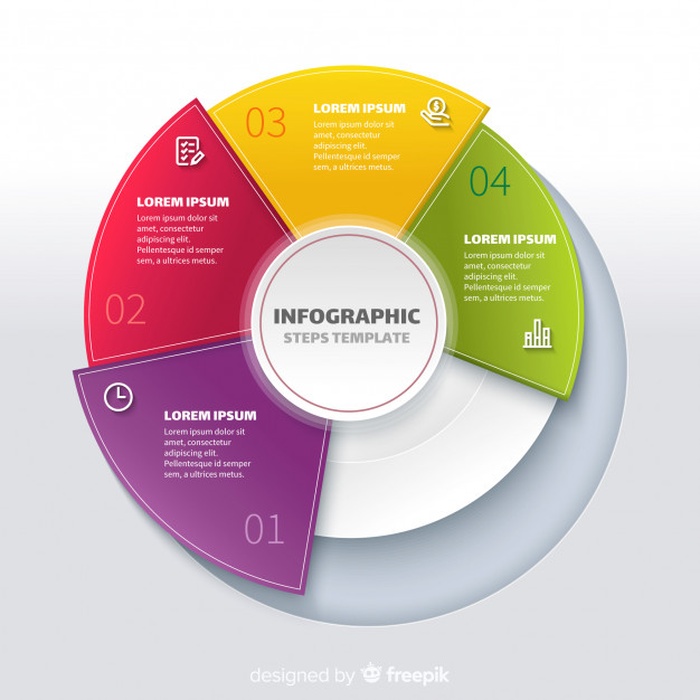 03
LOREM IPSUM
Lorem ipsum dolor sit
amet, consectetur
adipiscing elit.
Pellentesque id semper
sem, a ultrices metus.
04
LOREM IPSUM
Lorem ipsum dolor sit
amet, consectetur
adipiscing elit.
Pellentesque id semper
sem, a ultrices metus.
LOREM IPSUM
Lorem ipsum dolor sit
amet, consectetur
adipiscing elit.
Pellentesque id semper
sem, a ultrices metus.
02
INFOGRAPHIC
STEPS TEMPLATE
LOREM IPSUM
Lorem ipsum dolor sit
amet, consectetur
adipiscing elit.
Pellentesque id semper
sem, a ultrices metus.
01
designed by freepik